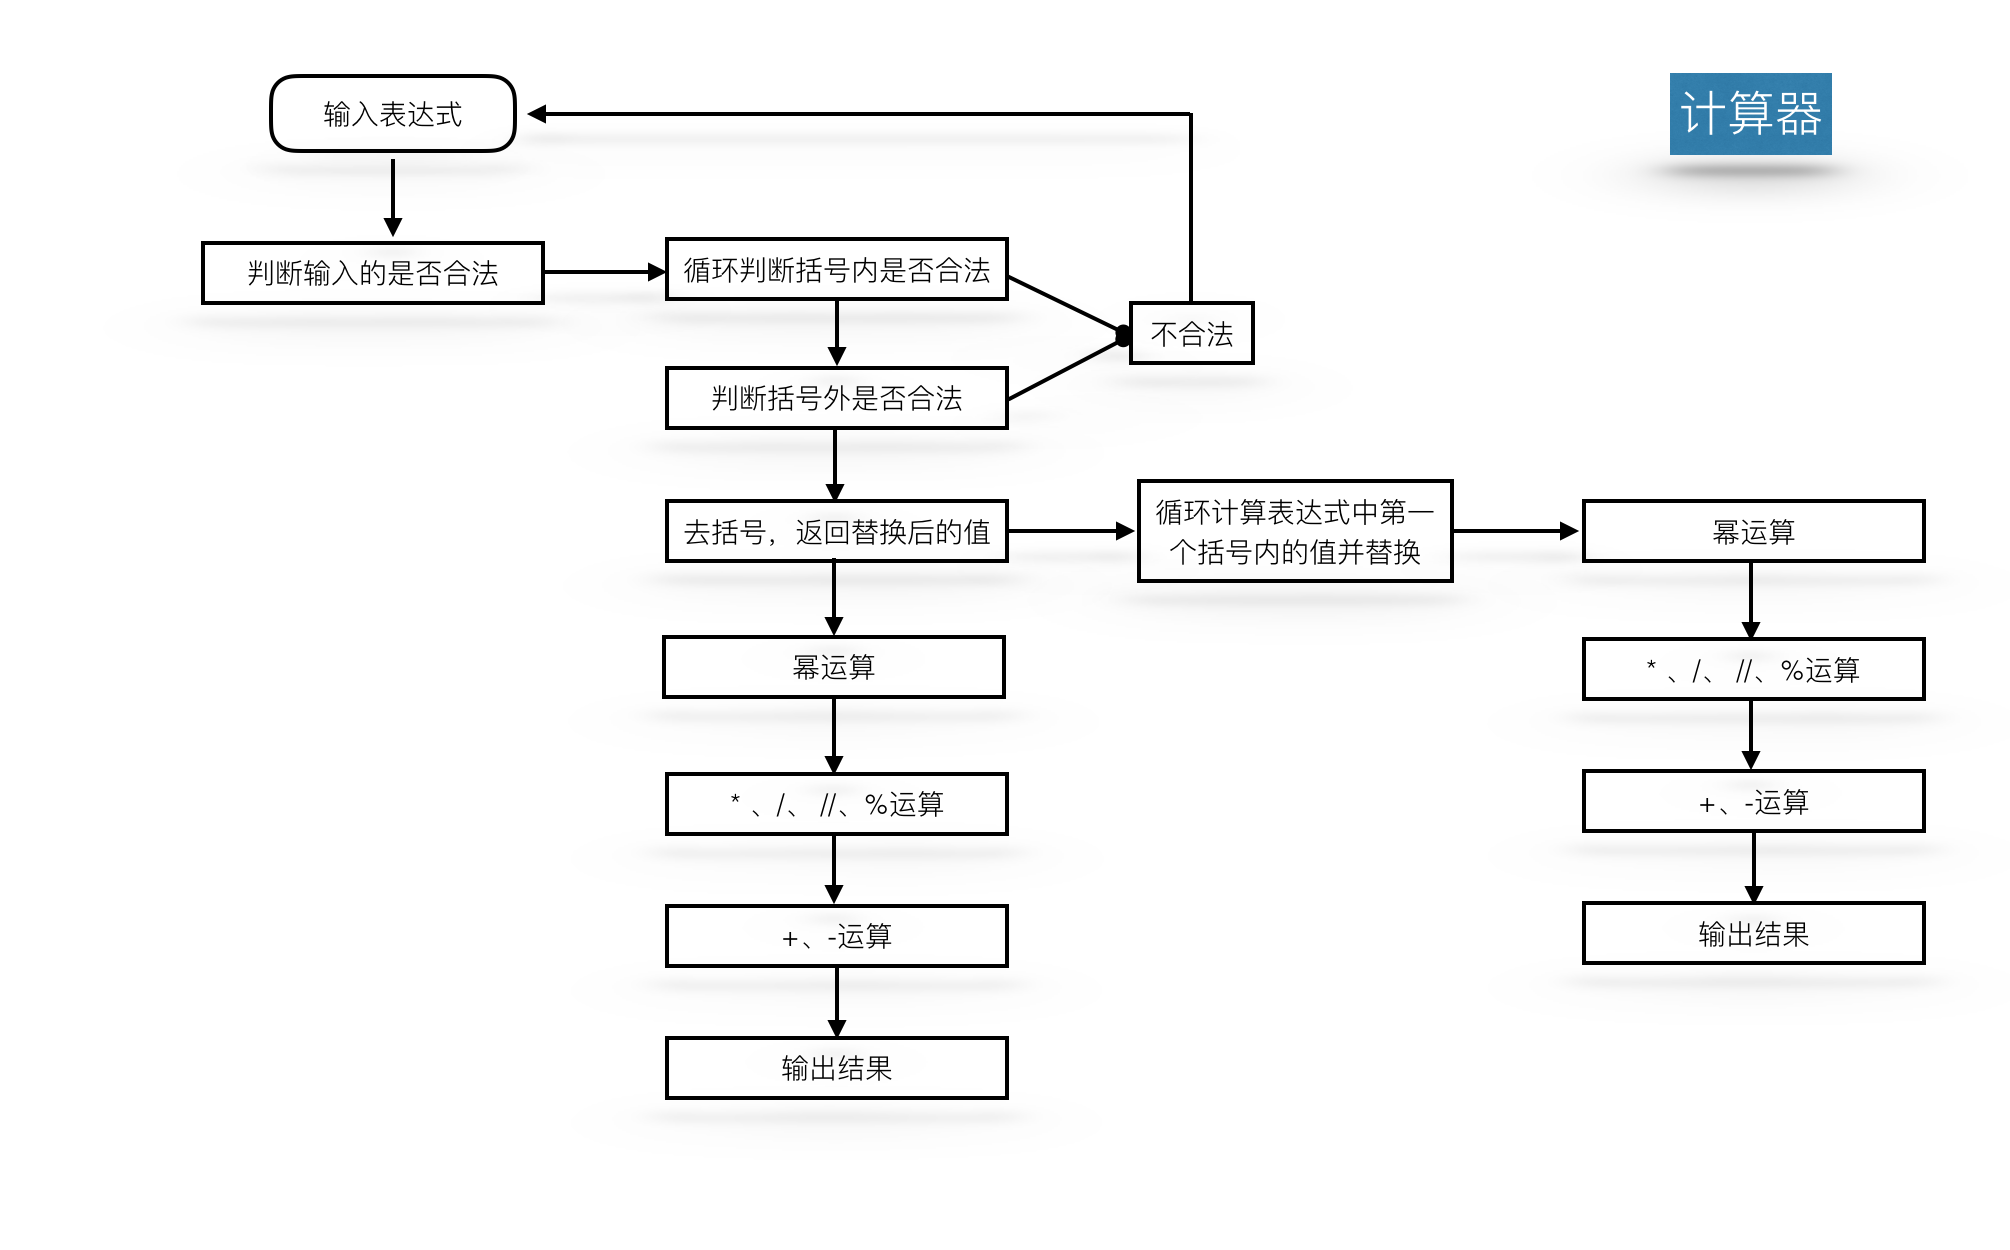 输入表达式
计算器
判断输入的是否合法
循环判断括号内是否合法
不合法
判断括号外是否合法
去括号，返回替换后的值
循环计算表达式中第一
个括号内的值并替换
幂运算
幂运算
* 、/、 //、%运算
* 、/、 //、%运算
+、-运算
+、-运算
输出结果
输出结果